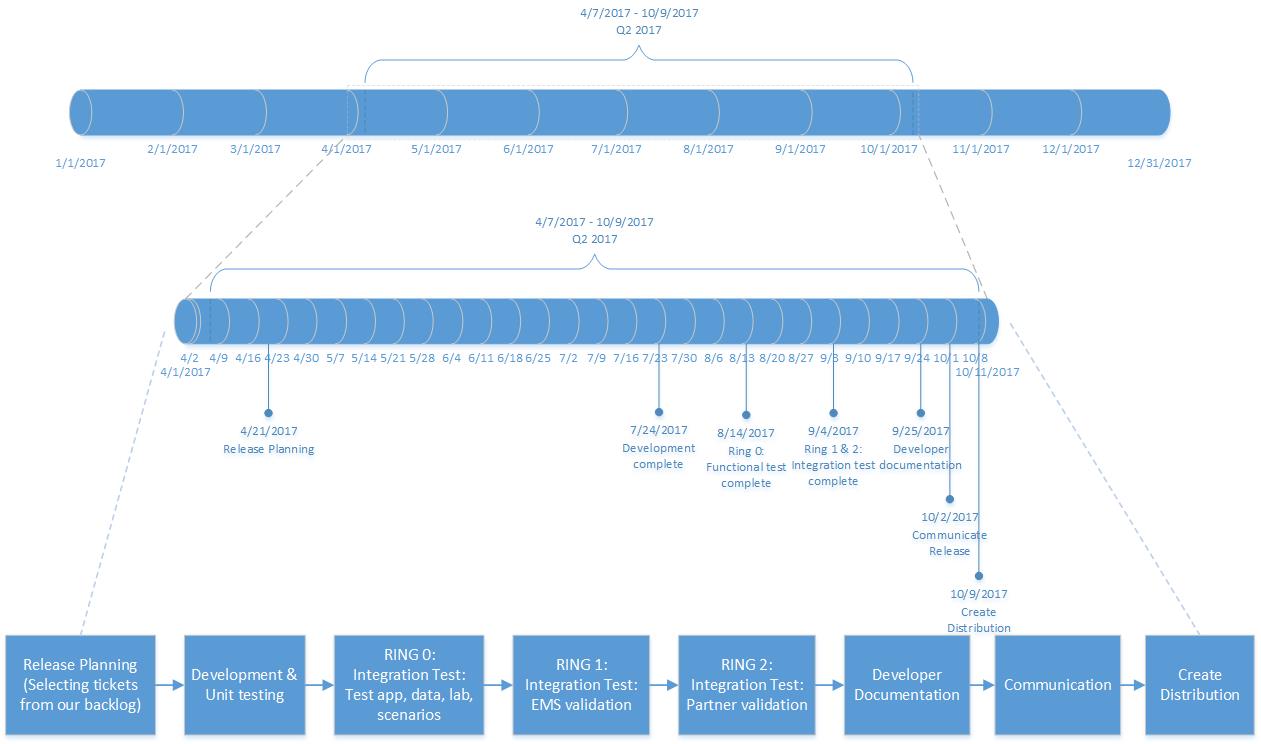 4/7/2017 - 10/9/2017
Q2 2017
2/1/2017 3/1/2017 4/1/2017 5/1/2017 6/1/2017 7/1/2017 8/1/2017 9/1/2017 10/1/2017 11/1/2017 12/1/2017
1/1/2017 12/31/2017
4/7/2017 - 10/9/2017
Q2 2017
4/2 4/9 4/16 4/23 4/30 5/7 5/14 5/21 5/28 6/4 6/11 6/18 6/25 7/2 7/9 7/16 7/23 7/30 8/6 8/13 8/20 8/27 9/3 9/10 9/17 9/24 10/1 10/8
4/1/2017 10/11/2017
4/21/2017
Release Planning
7/24/2017
Development
complete
8/14/2017
Ring 0:
Functional test
complete
9/4/2017
Ring 1 & 2:
Integration test
complete
9/25/2017
Developer
documentation
10/2/2017
Communicate
Release
10/9/2017
Create
Distribution
Release Planning
(Selecting tickets
from our backlog)
Development &
Unit testing
RING 0:
Integration Test:
Test app, data, lab,
scenarios
RING 1:
Integration Test:
EMS validation
RING 2:
Integration Test:
Partner validation
Developer
Documentation
Communication
Create
Distribution